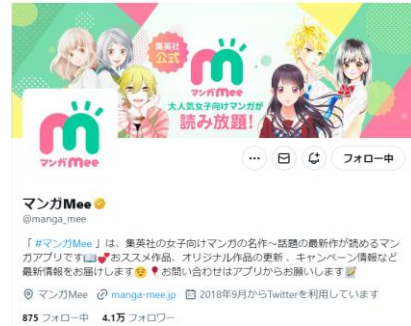 集英社
公式
マンガMee
大人気女子向けマンガが
読み放題!
マンガMee
フォロー中
マンガMee
@manga_mee
「 #マンガMee 」は、集英社の女子向けマンガの名作～話題の最新作が読めるマン
ガアプリです📖💕おススメ作品、オリジナル作品の更新 、キャンペーン情報など
最新情報をお届けします😉🎈お問い合わせはアプリからお願いします📝
マンガMee manga-mee.jp 2018年9月からTwitterを利用しています
875 フォロー中 4.1万 フォロワー